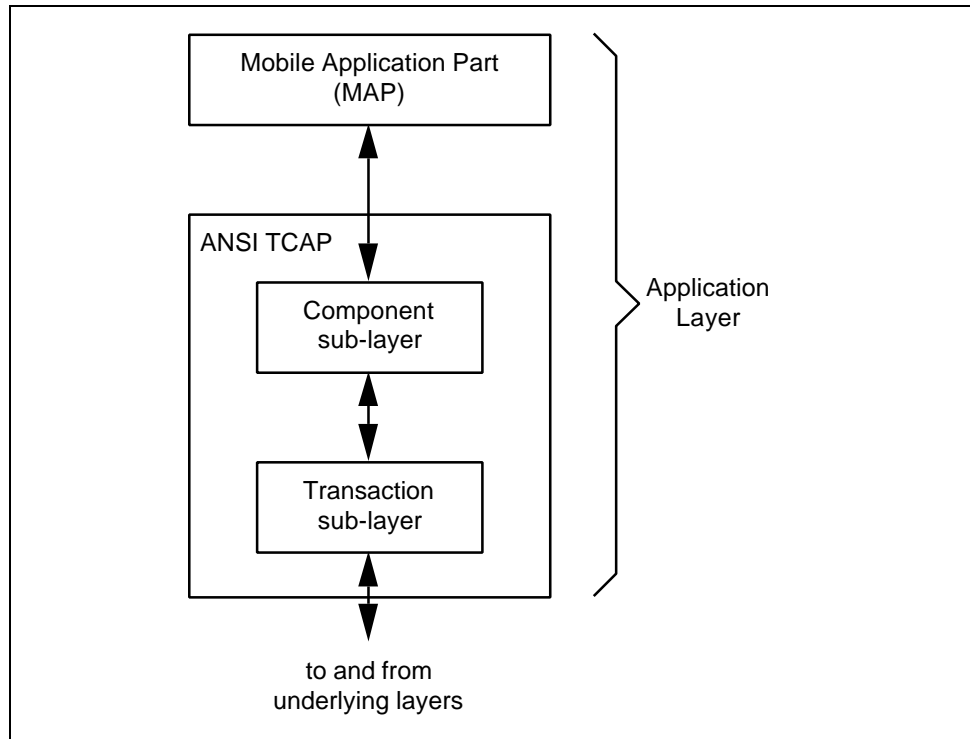 Mobile Application Part
(MAP)
ANSI TCAP
Component
sub-layer
Application
Layer
Transaction
sub-layer
to and from
underlying layers